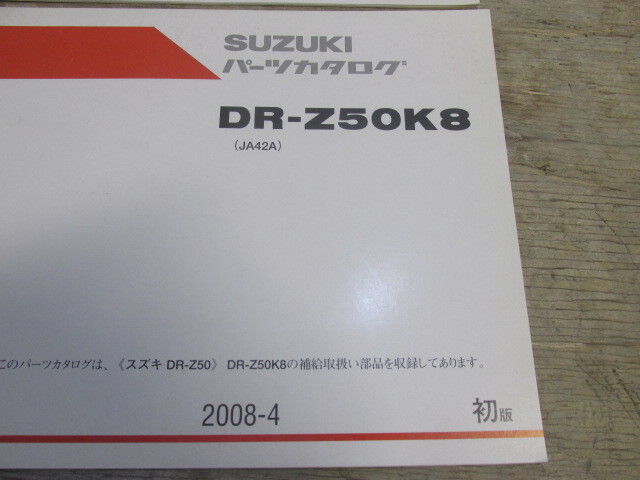 SUZUKI
パーツカタログ
DR-Z50K8
(JA42A)
このパーツカタログは、《スズキ DR-Z50》 DR-Z50K8の補給取扱い部品を収録してあります。
2008-4 初版